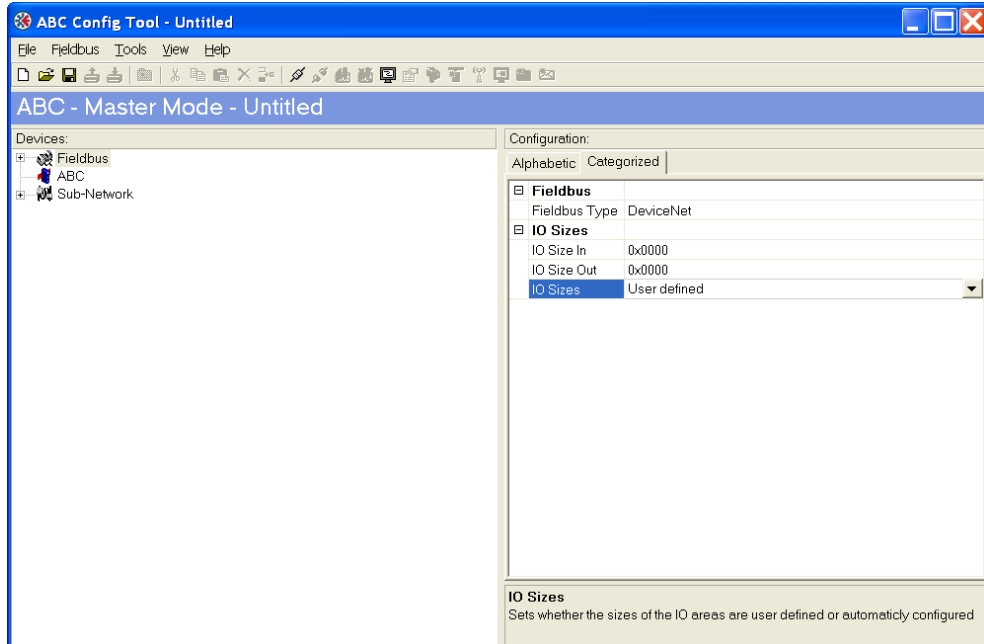 ABC Config Tool - Untitled
File Fieldbus Tools View Help
ABC - Master Mode - Untitled
Devices:
Fieldbus
ABC
Sub-Network
Configuration:
Alphabetic Categorized
Fieldbus
Fieldbus Type DeviceNet
IO Sizes
IO Size In 0x0000
IO Size Out 0x0000
IO Sizes User defined
IO Sizes
Sets whether the sizes of the IO areas are user defined or automaticly configured